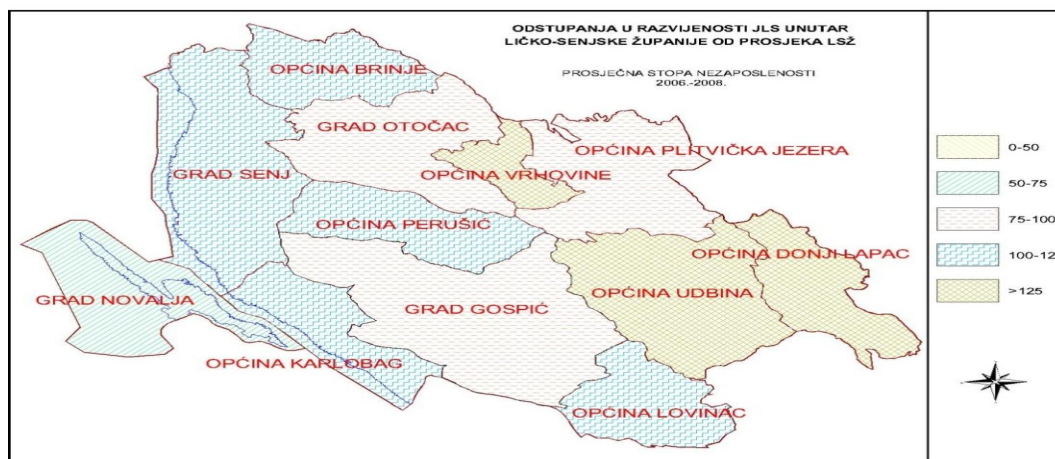 ODSTUPANJA U RAZVIJENOSTI JLS UNUTAR
LIČKO-SENJSKE ŽUPANIJE OD PROSJEKA LSŽ
PROSJEČNA STOPA NEZAPOSLENOSTI
2006.-2008.
OPĆINA BRINJE
GRAD OTOČAC
OPĆINA PLITVIČKA JEZERA
GRAD SENJ
OPĆINA VRHOVINE
OPĆINA PERUŠIĆ
OPĆINA DONJI LAPAC
GRAD NOVALJA
OPĆINA UDBINA
GRAD GOSPIĆ
OPĆINA KARLOBAG
OPĆINA LOVINAC
0-50
50-75
75-100
100-12
>125